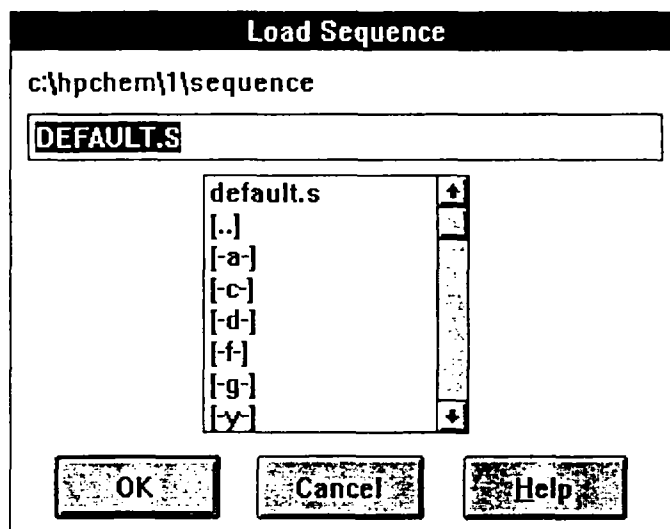 Load Sequence
c:\hpchem\1\sequence
DEFAULT.S
default.s
[..]
[-a-]
[-c-]
[-d-]
[-f-]
[-g-]
[-y-]
OK
Cancel
Help